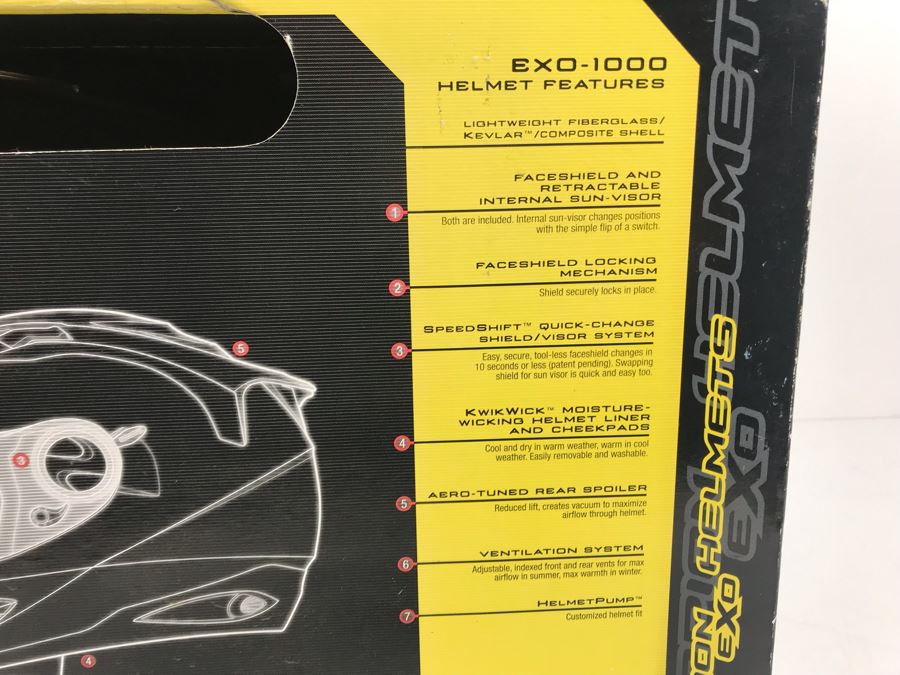 EXO-1000
HELMET FEATURES
LIGHTWEIGHT FIBERGLASS/
KEVLAR™/COMPOSITE SHELL
FACESHIELD AND
RETRACTABLE
INTERNAL SUN-VISOR
1
Both are included. Internal sun-visor changes positions
with the simple flip of a switch.
FACESHIELD LOCKING
MECHANISM
2
Shield securely locks in place.
SPEEDSHIFT™ QUICK-CHANGE
SHIELD/VISOR SYSTEM
3
Easy, secure, tool-less faceshield changes in
10 seconds or less (patent pending). Swapping
shield for sun visor is quick and easy too.
KWIKWICK™ MOISTURE-
WICKING HELMET LINER
AND CHEEKPADS
4
Cool and dry in warm weather, warm in cool
weather. Easily removable and washable.
AERO-TUNED REAR SPOILER
5
Reduced lift, creates vacuum to maximize
airflow through helmet.
VENTILATION SYSTEM
6
Adjustable, indexed front and rear vents for max
airflow in summer, max warmth in winter.
HELMETPUMP™
7
Customized helmet fit
5
3
4
HELMET
EXO
HELMETS
EXO